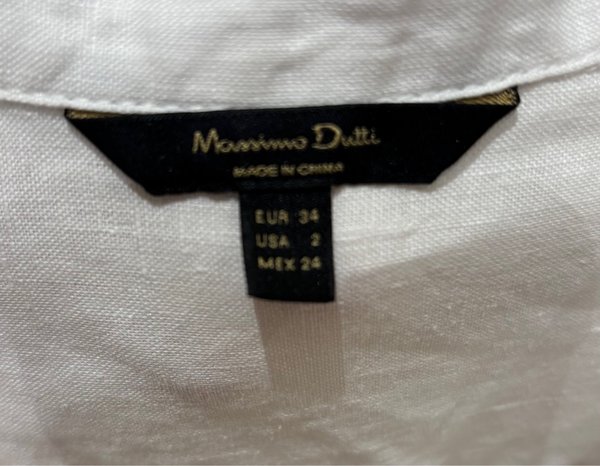 Massimo Dutti
MADE IN CHINA
EUR 34
USA 2
MEX 24